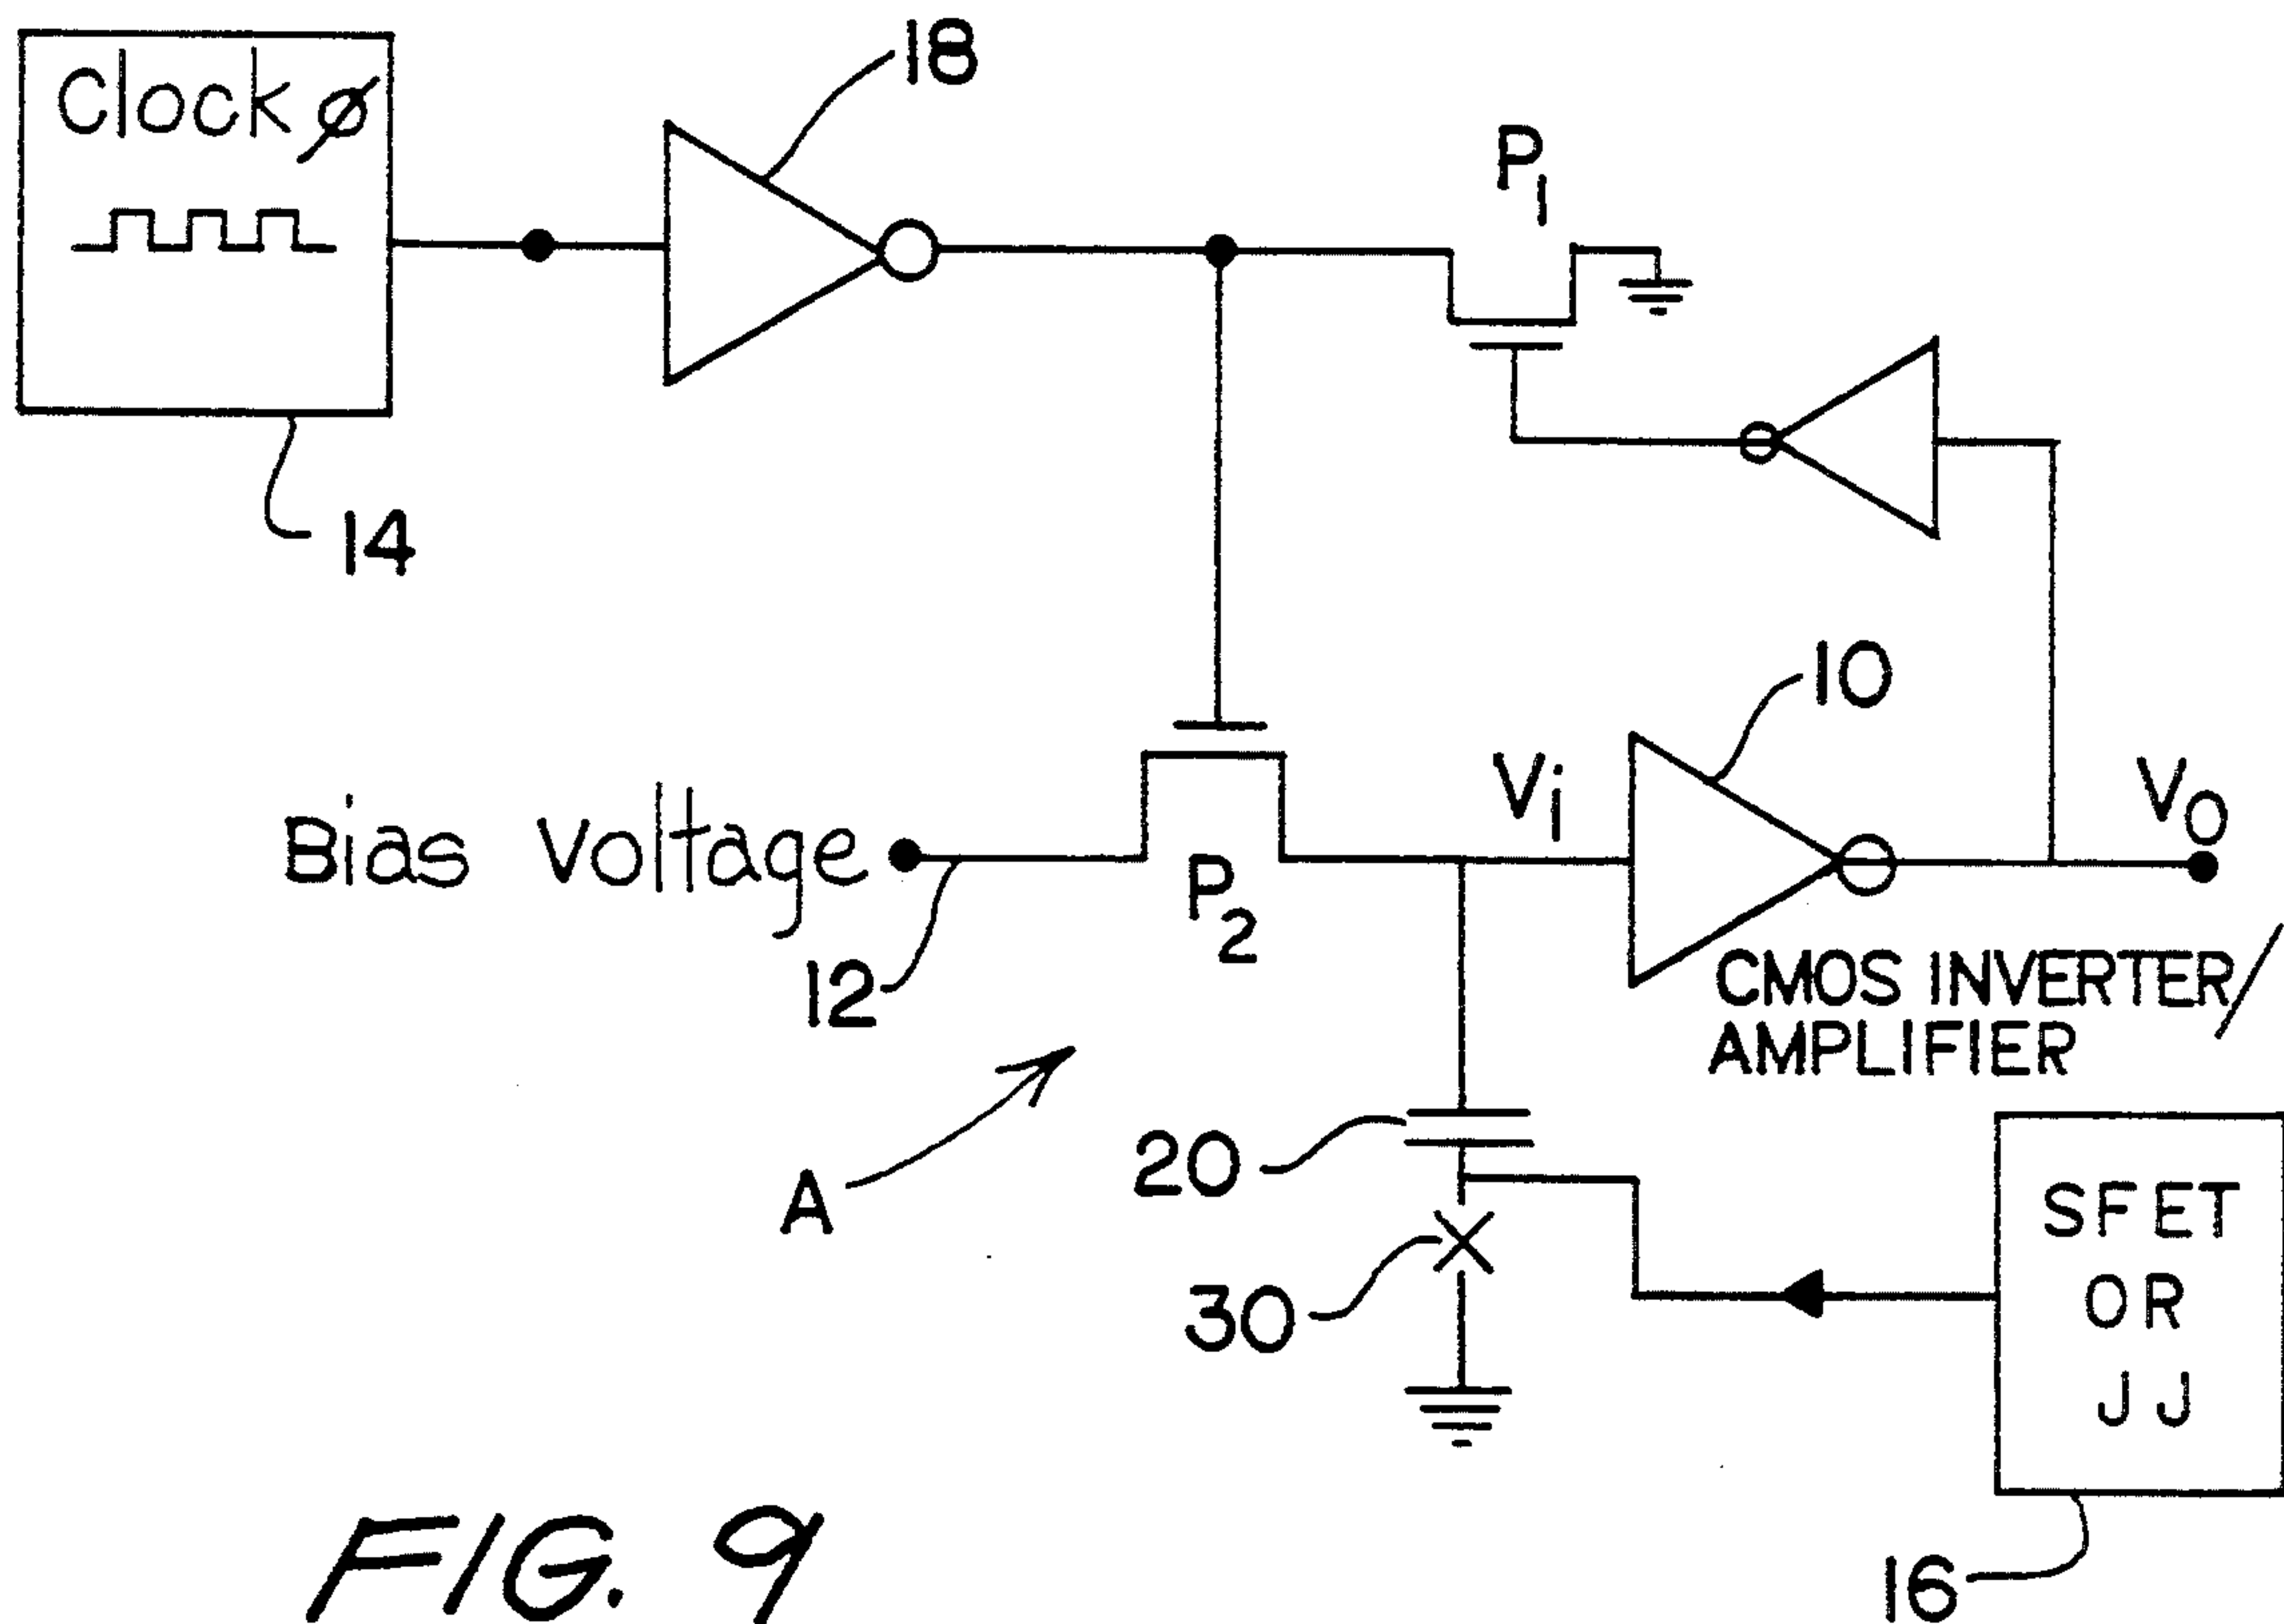 18
Clock ø
P1
14
10
Vi
VO
Bias Voltage
P2
12
CMOS INVERTER/
AMPLIFIER
20
A
SFET
OR
JJ
30
16
FIG. 9